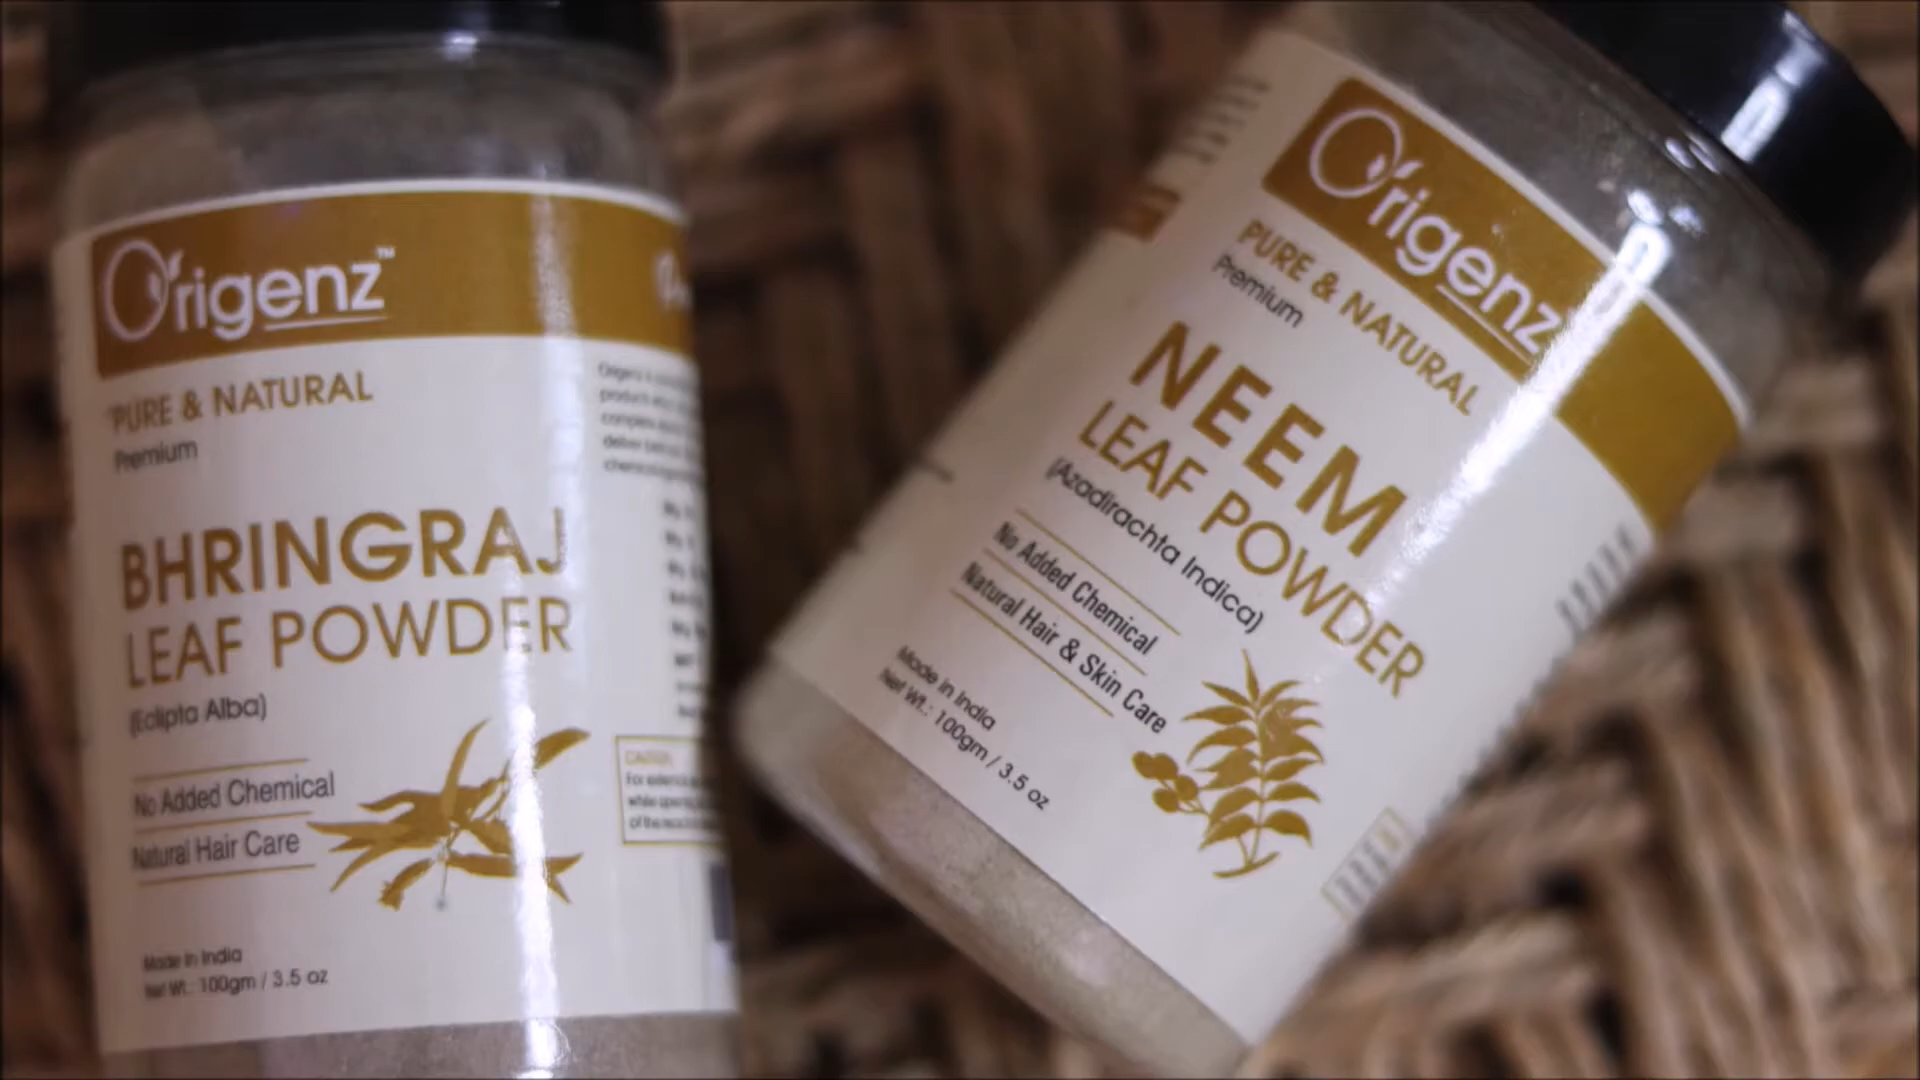 Origenz™
PURE & NATURAL
Premium
BHRINGRAJ
LEAF POWDER
(Eclipta Alba)
No Added Chemical
Natural Hair Care
Made in India
Net Wt.: 100gm / 3.5 oz
Origenz
PURE & NATURAL
Premium
NEEM
LEAF POWDER
(Azadirachta Indica)
No Added Chemical
Natural Hair & Skin Care
Made in India
Net Wt.: 100gm / 3.5 oz